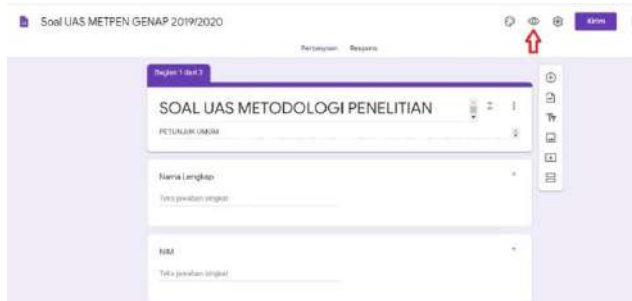 Soal UAS METPEN GENAP 2019/2020
Kirim
Pertanyaan Respons
Bagian 1 dari 3
SOAL UAS METODOLOGI PENELITIAN
PETUNJUK UMUM
Nama Lengkap
Teks jawaban singkat
NIM
Teks jawaban singkat